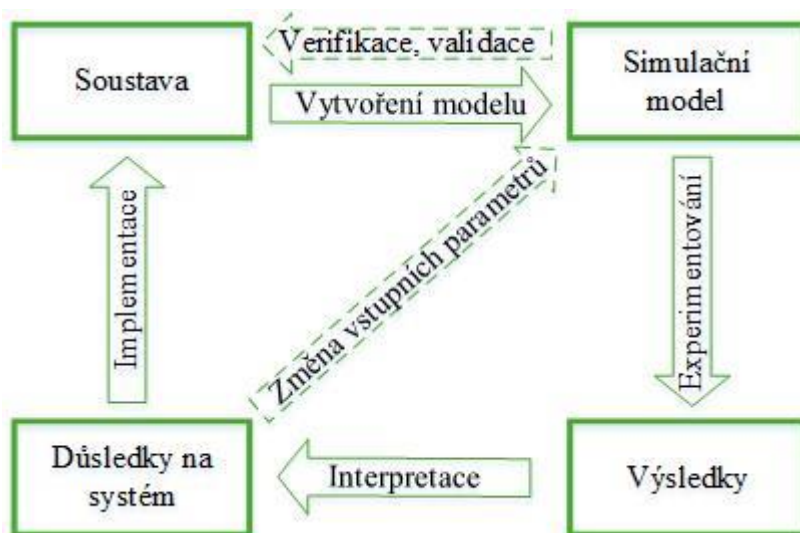 Soustava
Verifikace, validace
Vytvoření modelu
Simulační
model
Implementace
Změna vstupních parametrů
Experimentování
Důsledky na
systém
Interpretace
Výsledky